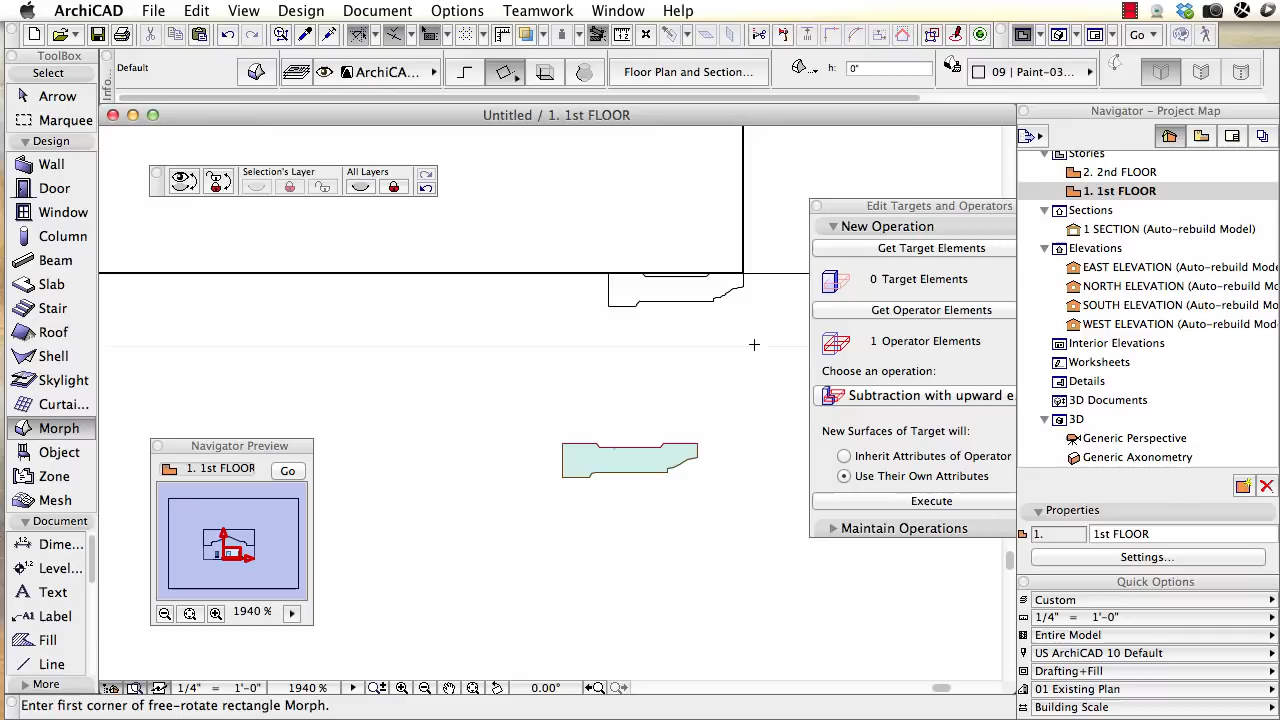 ArchiCAD File Edit View Design Document Options Teamwork Window Help
Go
ToolBox
Select
Arrow
Marquee
Design
Wall
Door
Window
Column
Beam
Slab
Stair
Roof
Shell
Skylight
Curtai...
Morph
Object
Zone
Mesh
Document
Dime...
Level...
A Text
A1 Label
Fill
Line
More
Info...
Default
ArchiC...
Floor Plan and Section...
h: 0"
09 | Paint-03...
Untitled / 1. 1st FLOOR
Selection's Layer
All Layers
Navigator Preview
1. 1st FLOOR
Go
1940 %
Edit Targets and Operators
New Operation
Get Target Elements
0 Target Elements
Get Operator Elements
1 Operator Elements
Choose an operation:
Subtraction with upward e
New Surfaces of Target will:
Inherit Attributes of Operator
Use Their Own Attributes
Execute
Maintain Operations
Navigator - Project Map
Stories
2. 2nd FLOOR
1. 1st FLOOR
Sections
1 SECTION (Auto-rebuild Model)
Elevations
EAST ELEVATION (Auto-rebuild Mod
NORTH ELEVATION (Auto-rebuild Mo
SOUTH ELEVATION (Auto-rebuild Mo
WEST ELEVATION (Auto-rebuild Mod
Interior Elevations
Worksheets
Details
3D Documents
3D
Generic Perspective
Generic Axonometry
Properties
1. 1st FLOOR
Settings...
Quick Options
Custom
1/4" = 1'-0"
Entire Model
US ArchiCAD 10 Default
Drafting+Fill
01 Existing Plan
Building Scale
1/4" = 1'-0" 1940 % 0.00°
Enter first corner of free-rotate rectangle Morph.